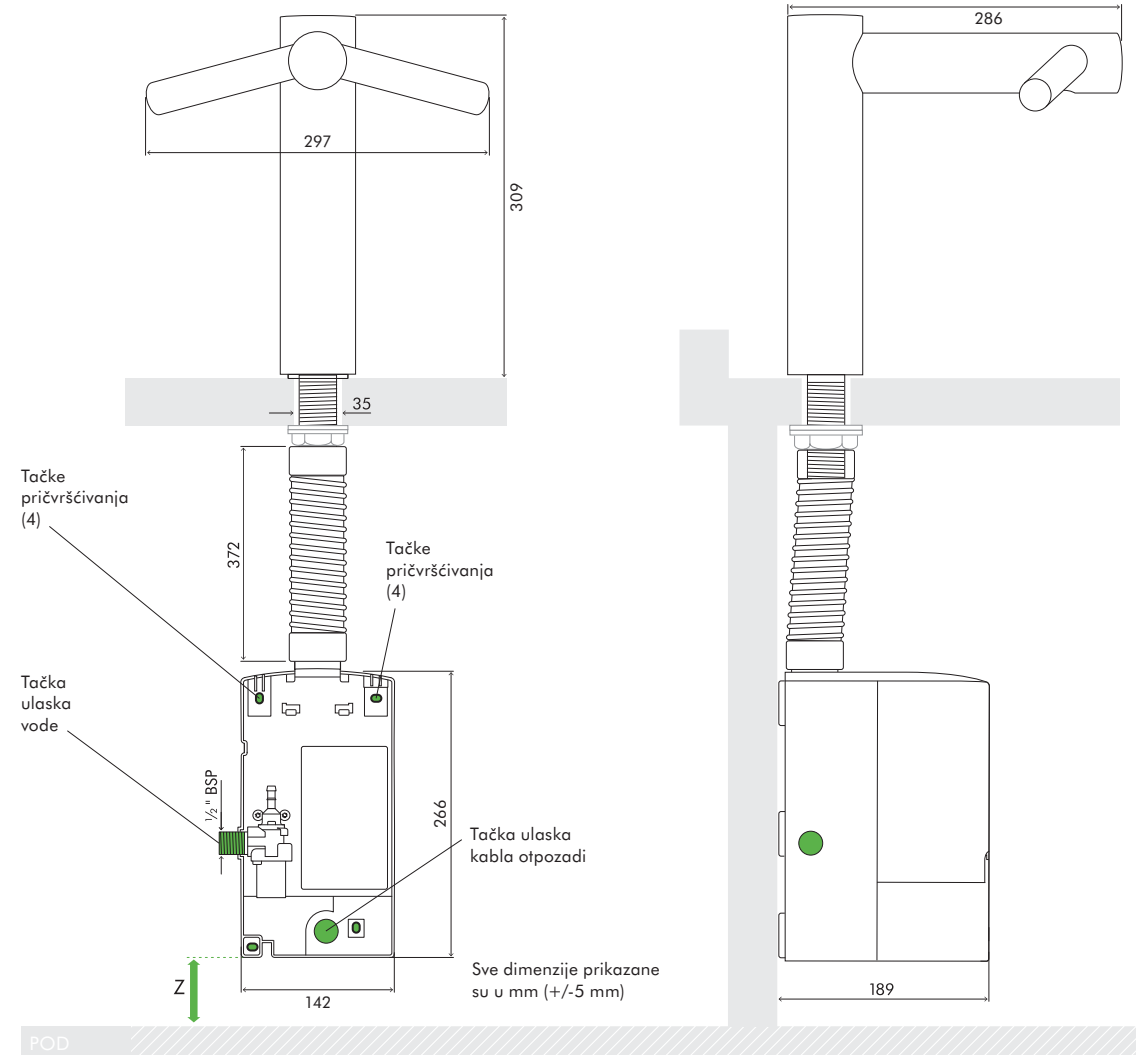 286
297
309
35
Tačke
pričvršćivanja
(4)
372
Tačke
pričvršćivanja
(4)
Tačka
ulaska
vode
½ " BSP
266
Tačka ulaska
kabla otpozadi
Z
142
Sve dimenzije prikazane
su u mm (+/-5 mm)
189
POD